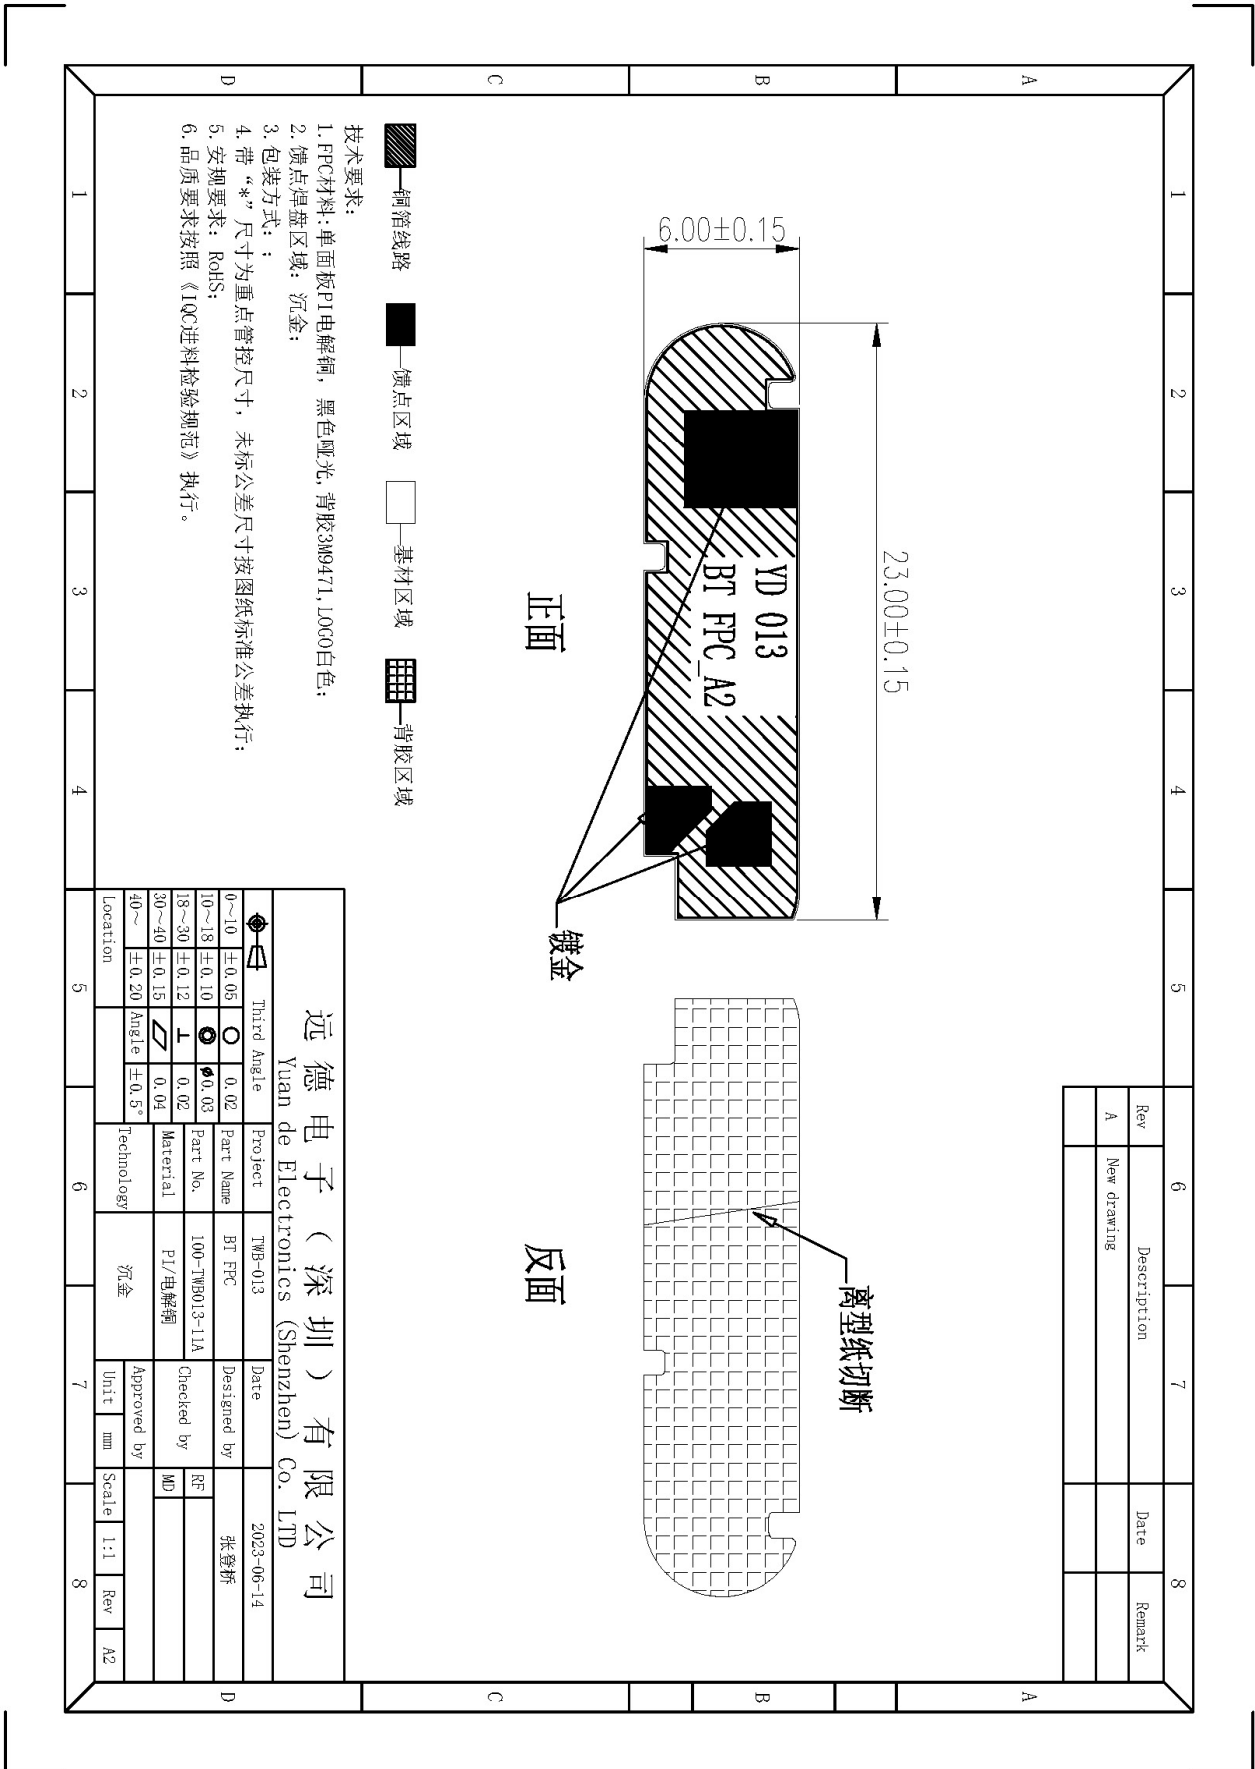 1 2 3 4 5 6 7 8
A
B
C
D
Rev Description Date Remark
A New drawing
23.00±0.15
6.00±0.15
YD 013
BT FPC_A2
镀金
离型纸切断
正面
反面
铜箔线路 馈点区域 基材区域 背胶区域
技术要求：
1.FPC材料:单面板PI电解铜，黑色哑光,背胶3M9471,LOGO白色；
2.馈点焊盘区域：沉金；
3.包装方式：；
4.带“*”尺寸为重点管控尺寸，未标公差尺寸按图纸标准公差执行；
5.安规要求：RoHS；
6.品质要求按照《IQC进料检验规范》执行。
远德电子（深圳）有限公司
Yuan de Electronics (Shenzhen) Co. LTD
Third Angle Project TWB-013 Date 2023-06-14
0～10 ±0.05 0.02 Part Name BT FPC Designed by 张登桥
10～18 ±0.10 ø0.03 Part No. 100-TWB013-11A Checked by RF
18～30 ±0.12 ⊥ 0.02
30～40 ±0.15 0.04 Material PI/电解铜 MD
40～ ±0.20 Angle ±0.5° Technology 沉金 Approved by
Location Unit mm Scale 1:1 Rev A2
1 2 3 4 5 6 7 8
A
B
C
D